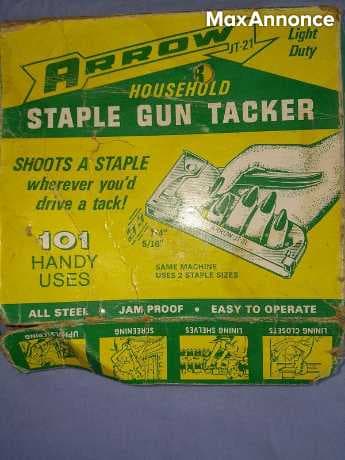 MaxAnnonce
ARROW
JT-21
Light
Duty
HOUSEHOLD
STAPLE GUN TACKER
SHOOTS A STAPLE
wherever you'd
drive a tack!
101
HANDY
USES
1/4"
5/16"
SAME MACHINE
USES 2 STAPLE SIZES
ALL STEEL • JAM PROOF • EASY TO OPERATE
UPHOLSTERING
SCREENING
LINING SHELVES
LINING CLOSETS